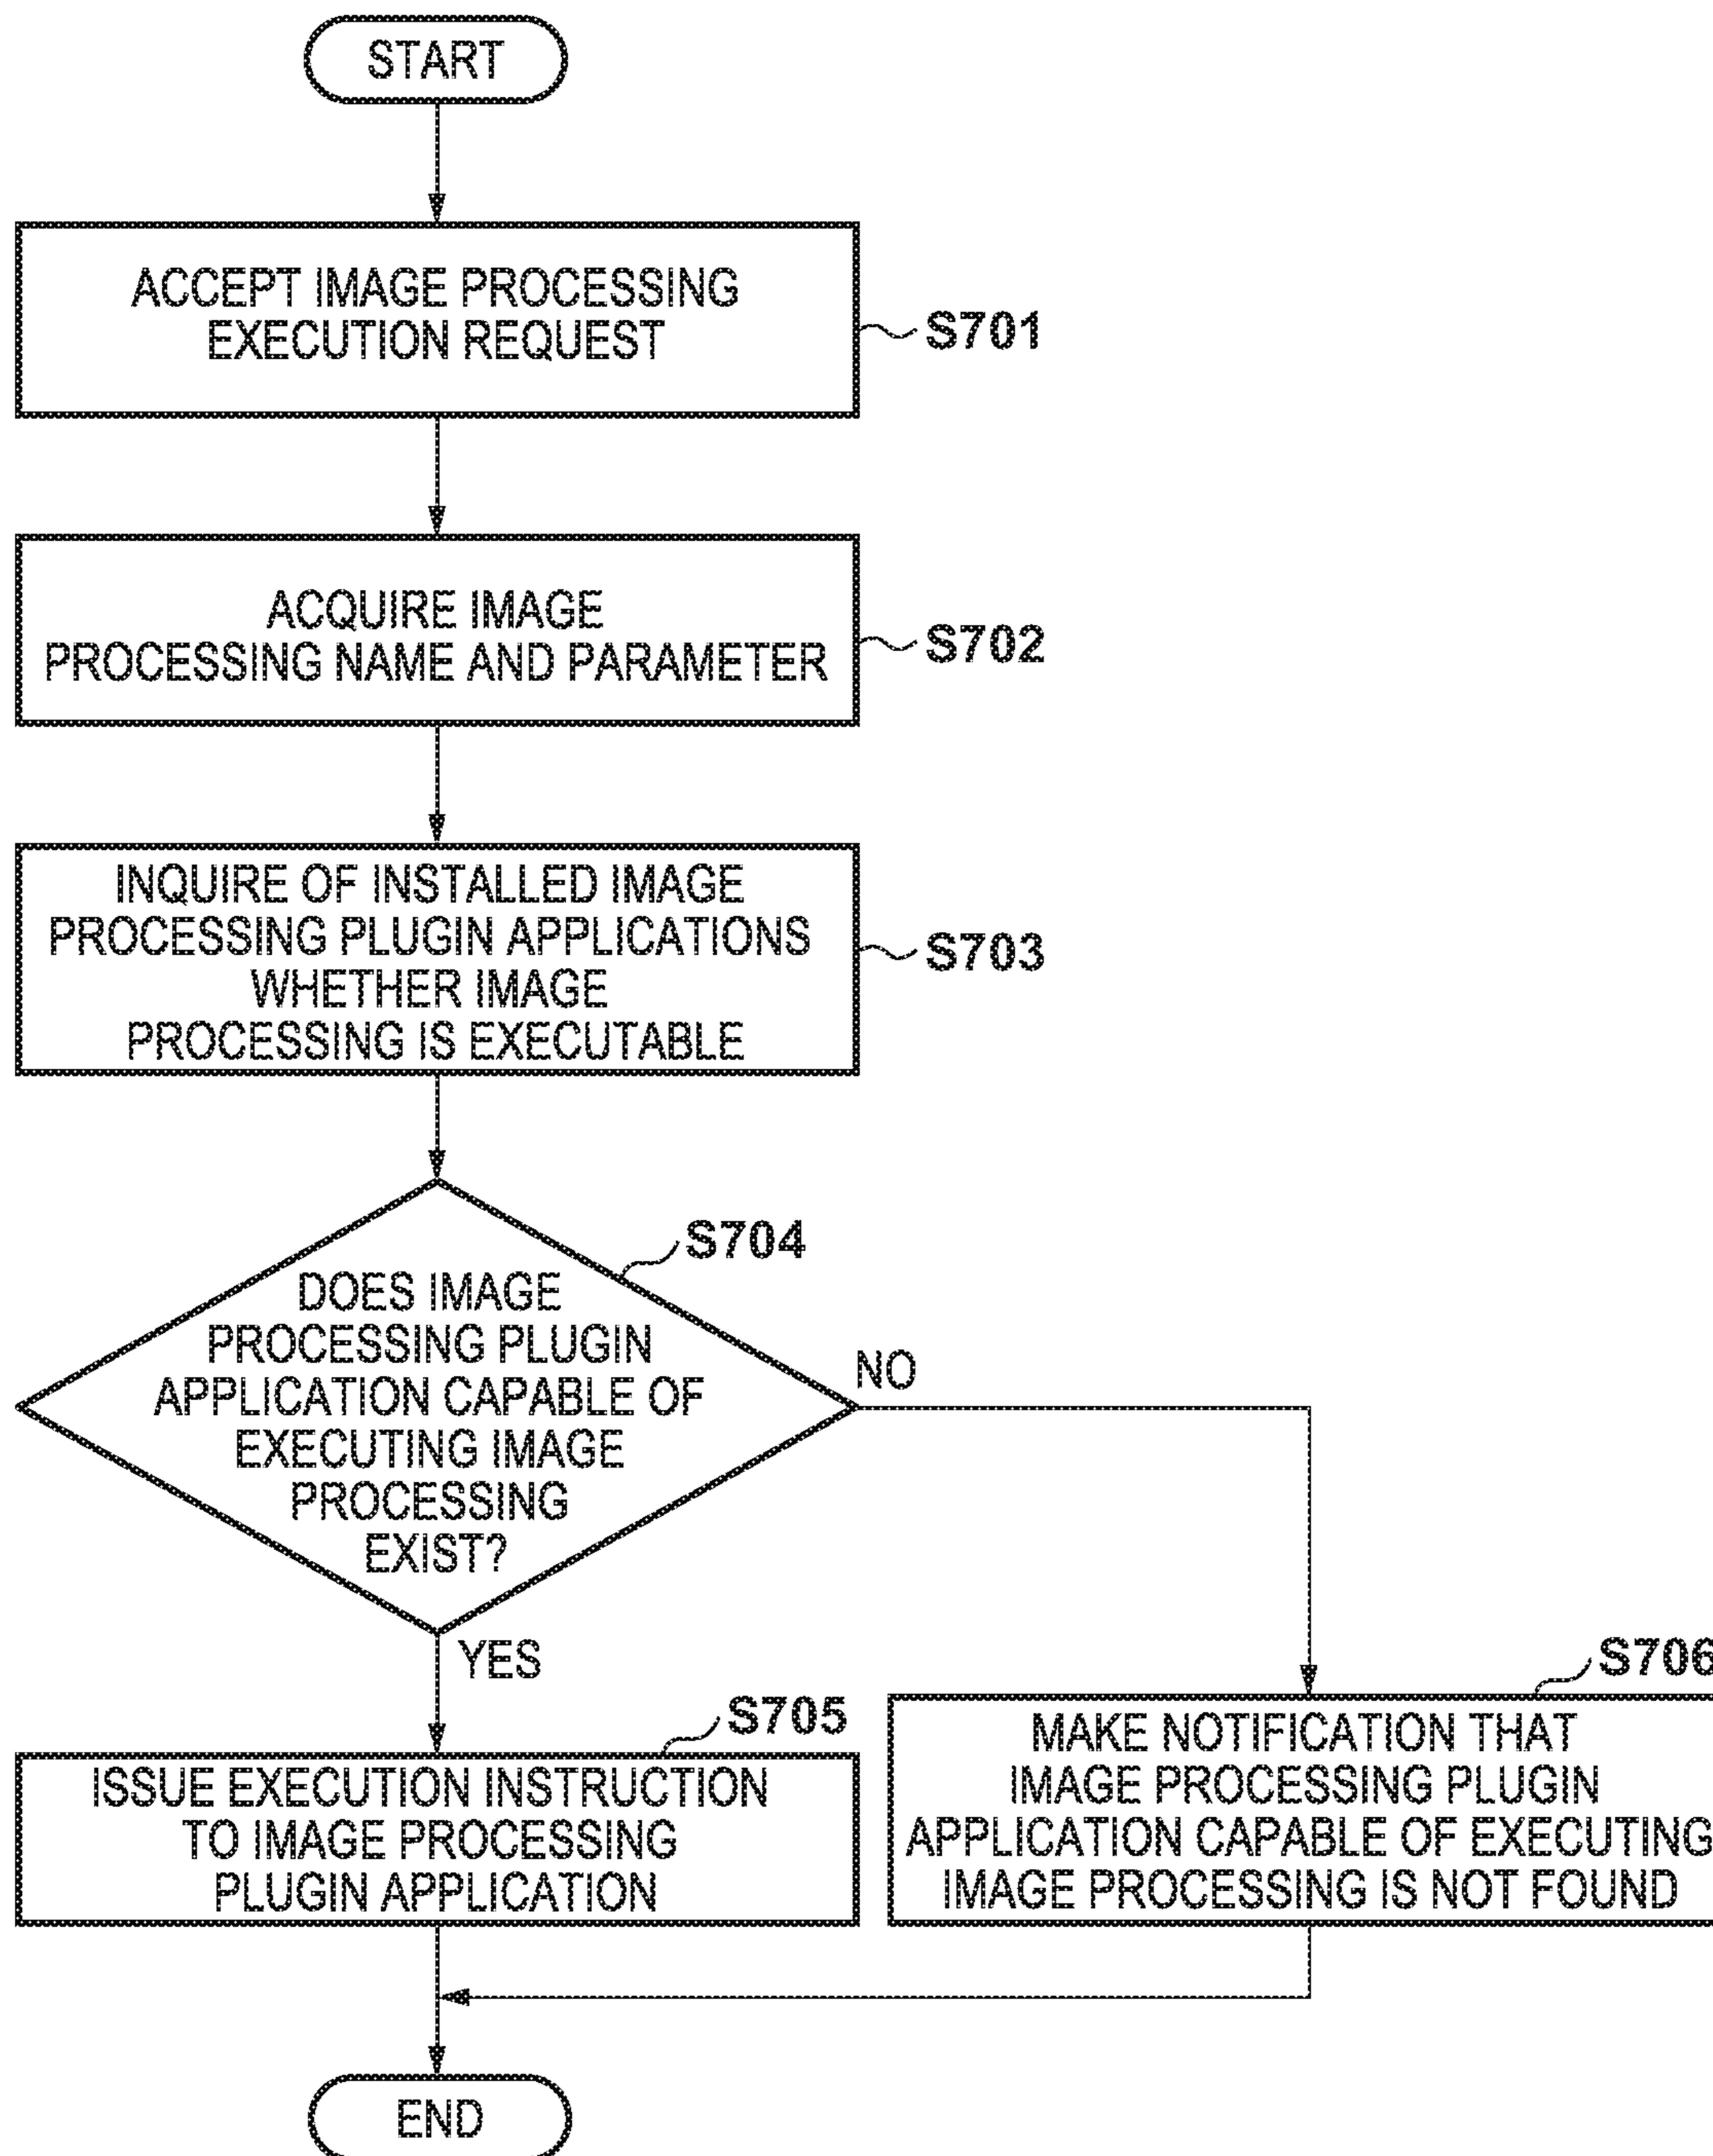 START
ACCEPT IMAGE PROCESSING
EXECUTION REQUEST
S701
ACQUIRE IMAGE
PROCESSING NAME AND PARAMETER
S702
INQUIRE OF INSTALLED IMAGE
PROCESSING PLUGIN APPLICATIONS
WHETHER IMAGE
PROCESSING IS EXECUTABLE
S703
S704
DOES IMAGE
PROCESSING PLUGIN
APPLICATION CAPABLE OF
EXECUTING IMAGE
PROCESSING
EXIST?
NO
YES
S705
ISSUE EXECUTION INSTRUCTION
TO IMAGE PROCESSING
PLUGIN APPLICATION
S706
MAKE NOTIFICATION THAT
IMAGE PROCESSING PLUGIN
APPLICATION CAPABLE OF EXECUTING
IMAGE PROCESSING IS NOT FOUND
END